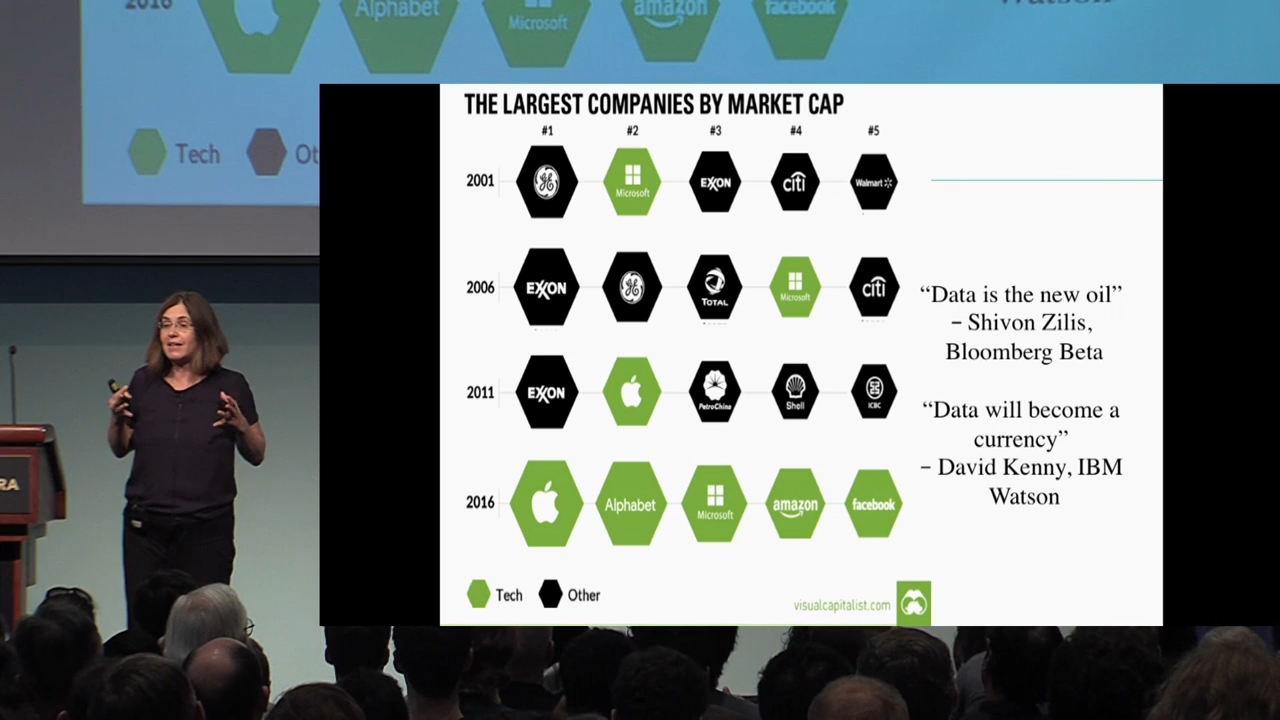 2016
Alphabet
Microsoft
amazon
facebook
Watson
Tech
Ot
RA
THE LARGEST COMPANIES BY MARKET CAP
#1 #2 #3 #4 #5
2001 GE Microsoft EXXON citi Walmart
2006 EXXON GE TOTAL Microsoft citi
2011 EXXON PetroChina Shell ICBC
2016 Alphabet Microsoft amazon facebook
Tech Other
visualcapitalist.com
“Data is the new oil”
– Shivon Zilis,
Bloomberg Beta
“Data will become a
currency”
– David Kenny, IBM
Watson